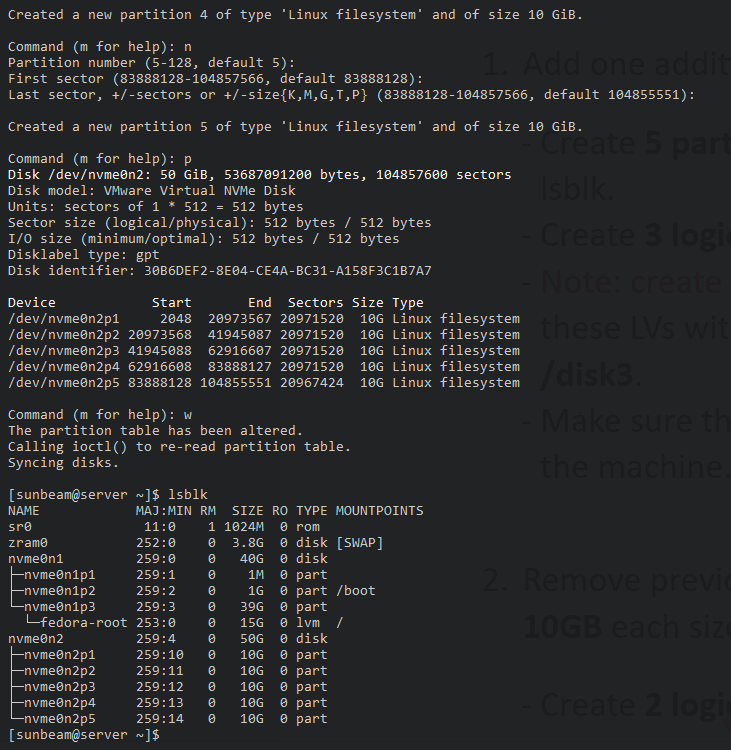 Created a new partition 4 of type 'Linux filesystem' and of size 10 GiB.
Command (m for help): n
Partition number (5-128, default 5):
First sector (83888128-104857566, default 83888128):
Last sector, +/-sectors or +/-size{K,M,G,T,P} (83888128-104857566, default 104855551):
Created a new partition 5 of type 'Linux filesystem' and of size 10 GiB.
Command (m for help): p
Disk /dev/nvme0n2: 50 GiB, 53687091200 bytes, 104857600 sectors
Disk model: VMware Virtual NVMe Disk
Units: sectors of 1 * 512 = 512 bytes
Sector size (logical/physical): 512 bytes / 512 bytes
I/O size (minimum/optimal): 512 bytes / 512 bytes
Disklabel type: gpt
Disk identifier: 30B6DEF2-8E04-CE4A-BC31-A158F3C1B7A7
Device Start End Sectors Size Type
/dev/nvme0n2p1 2048 20973567 20971520 10G Linux filesystem
/dev/nvme0n2p2 20973568 41945087 20971520 10G Linux filesystem
/dev/nvme0n2p3 41945088 62916607 20971520 10G Linux filesystem
/dev/nvme0n2p4 62916608 83888127 20971520 10G Linux filesystem
/dev/nvme0n2p5 83888128 104855551 20967424 10G Linux filesystem
Command (m for help): w
The partition table has been altered.
Calling ioctl() to re-read partition table.
Syncing disks.
[sunbeam@server ~]$ lsblk
NAME MAJ:MIN RM SIZE RO TYPE MOUNTPOINTS
sr0 11:0 1 1024M 0 rom
zram0 252:0 0 3.8G 0 disk [SWAP]
nvme0n1 259:0 0 40G 0 disk
├─nvme0n1p1 259:1 0 1M 0 part
├─nvme0n1p2 259:2 0 1G 0 part /boot
└─nvme0n1p3 259:3 0 39G 0 part
└─fedora-root 253:0 0 15G 0 lvm /
nvme0n2 259:4 0 50G 0 disk
├─nvme0n2p1 259:10 0 10G 0 part
├─nvme0n2p2 259:11 0 10G 0 part
├─nvme0n2p3 259:12 0 10G 0 part
├─nvme0n2p4 259:13 0 10G 0 part
└─nvme0n2p5 259:14 0 10G 0 part
[sunbeam@server ~]$
1. Add one addit
- Create 5 part
lsblk.
- Create 3 logi
- Note: create
these LVs wit
/disk3.
- Make sure th
the machine.
2. Remove previo
10GB each size
- Create 2 logi